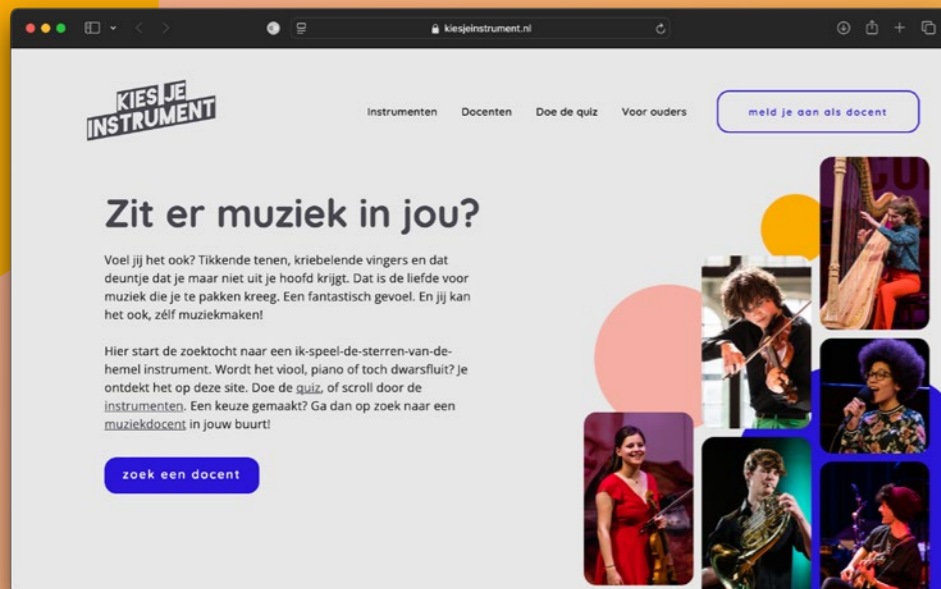 kiesjeinstrument.nl
KIES JE
INSTRUMENT
Instrumenten
Docenten
Doe de quiz
Voor ouders
meld je aan als docent
Zit er muziek in jou?
Voel jij het ook? Tikkende tenen, kriebelende vingers en dat
deuntje dat je maar niet uit je hoofd krijgt. Dat is de liefde voor
muziek die je te pakken kreeg. Een fantastisch gevoel. En jij kan
het ook, zélf muziekmaken!
Hier start de zoektocht naar een ik-speel-de-sterren-van-de-
hemel instrument. Wordt het viool, piano of toch dwarsfluit? Je
ontdekt het op deze site. Doe de quiz, of scroll door de
instrumenten. Een keuze gemaakt? Ga dan op zoek naar een
muziekdocent in jouw buurt!
zoek een docent